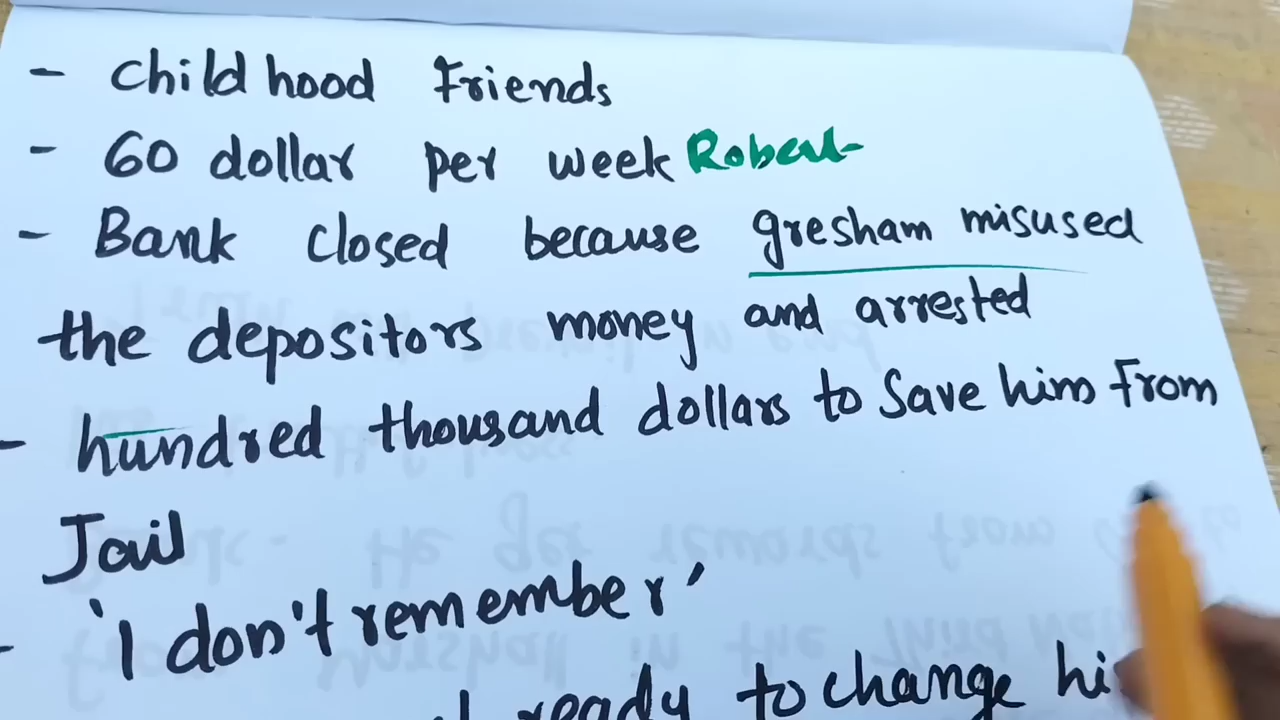 - Childhood Friends
- 60 dollar per week Robert
- Bank closed because gresham misused
the depositors money and arrested
- hundred thousand dollars to save him from
Jail
- 'I don't remember'
ready to change